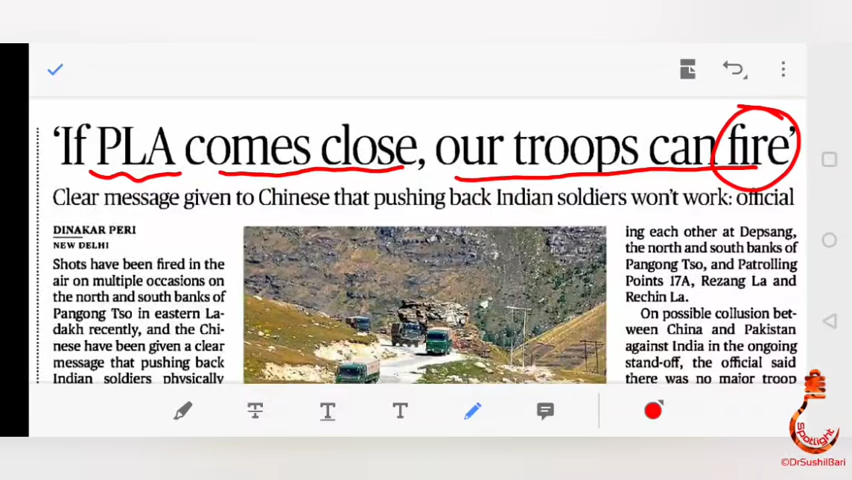 ‘If PLA comes close, our troops can fire’
Clear message given to Chinese that pushing back Indian soldiers won’t work: official
DINAKAR PERI
NEW DELHI
Shots have been fired in the
air on multiple occasions on
the north and south banks of
Pangong Tso in eastern La-
dakh recently, and the Chi-
nese have been given a clear
message that pushing back
Indian soldiers physically
ing each other at Depsang,
the north and south banks of
Pangong Tso, and Patrolling
Points 17A, Rezang La and
Rechin La.
On possible collusion bet-
ween China and Pakistan
against India in the ongoing
stand-off, the official said
there was no major troop
T
T
T
Spotlight
©DrSushilBari